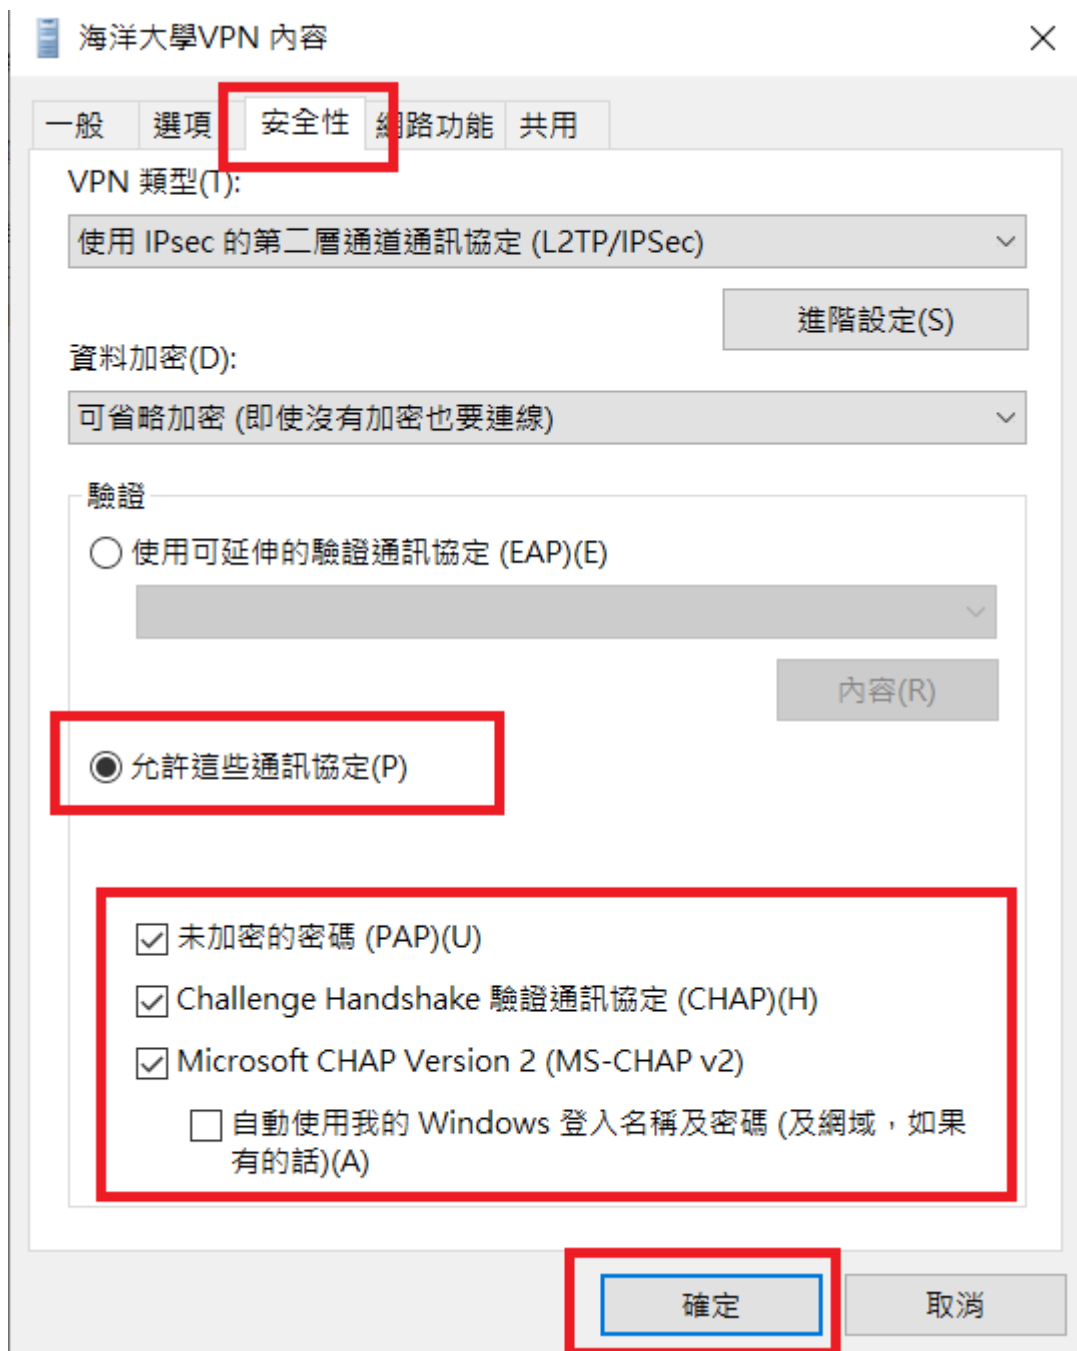 海洋大學VPN 內容
一般 選項 安全性 網路功能 共用
VPN 類型(T):
使用 IPsec 的第二層通道通訊協定 (L2TP/IPSec)
進階設定(S)
資料加密(D):
可省略加密 (即使沒有加密也要連線)
驗證
使用可延伸的驗證通訊協定 (EAP)(E)
內容(R)
允許這些通訊協定(P)
未加密的密碼 (PAP)(U)
Challenge Handshake 驗證通訊協定 (CHAP)(H)
Microsoft CHAP Version 2 (MS-CHAP v2)
自動使用我的 Windows 登入名稱及密碼 (及網域，如果
有的話)(A)
確定 取消